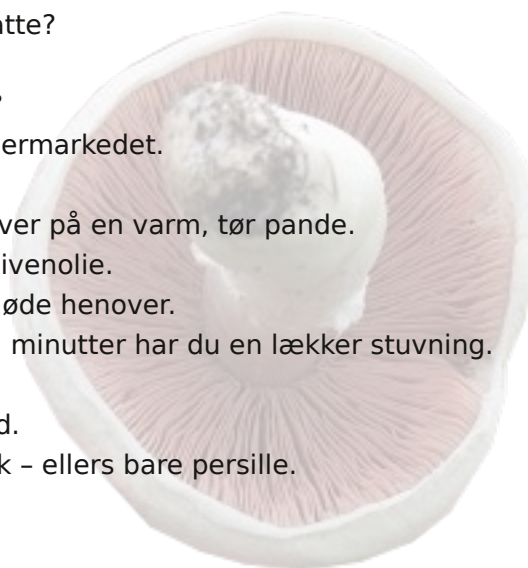 atte?
ermarkedet.
ver på en varm, tør pande.
ivenolie.
øde henover.
minutter har du en lækker stuvning.
d.
k – ellers bare persille.